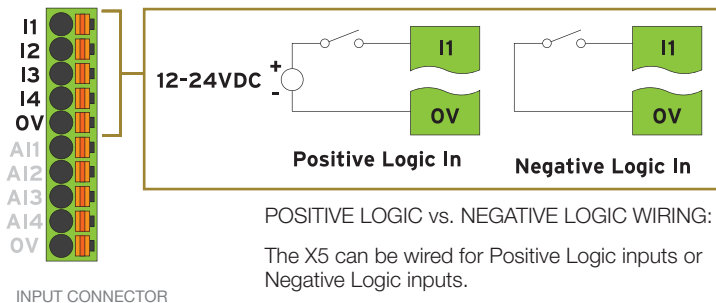 I1
I2
I3
I4
0V
AI1
AI2
AI3
AI4
0V
INPUT CONNECTOR
12-24VDC
+
-
I1
0V
Positive Logic In
I1
0V
Negative Logic In
POSITIVE LOGIC vs. NEGATIVE LOGIC WIRING:
The X5 can be wired for Positive Logic inputs or
Negative Logic inputs.